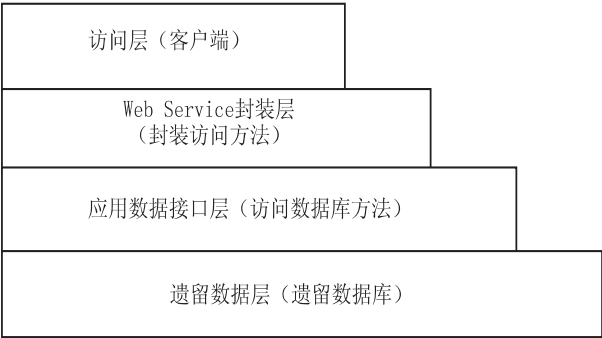 访问层（客户端）
Web Service封装层
（封装访问方法）
应用数据接口层（访问数据库方法）
遗留数据层（遗留数据库）